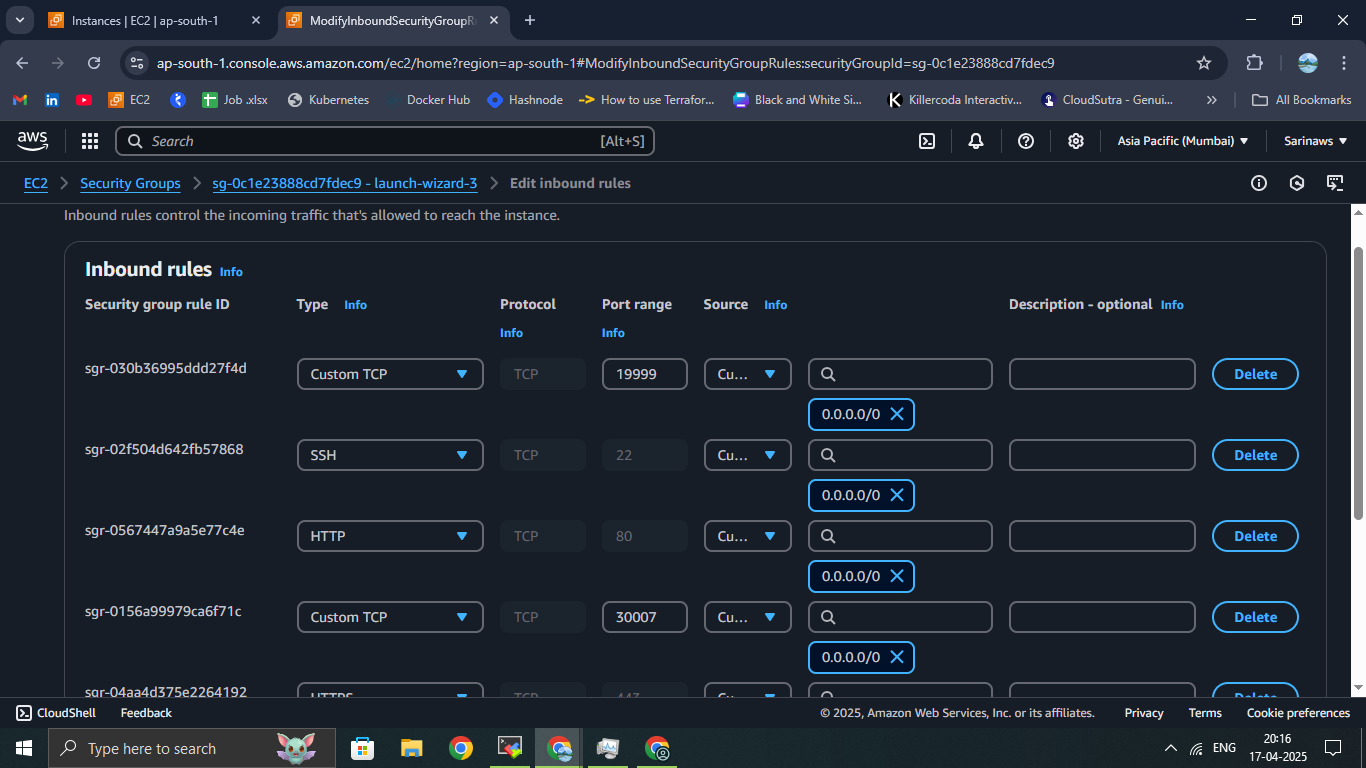 Instances | EC2 | ap-south-1
ModifyInboundSecurityGroupR
ap-south-1.console.aws.amazon.com/ec2/home?region=ap-south-1#ModifyInboundSecurityGroupRules:securityGroupId=sg-0c1e23888cd7fdec9
EC2 Job .xlsx Kubernetes Docker Hub Hashnode How to use Terrafor... Black and White Si... Killercoda Interactiv... CloudSutra - Genui... » All Bookmarks
aws Search [Alt+S] Asia Pacific (Mumbai) Sarinaws
EC2 Security Groups sg-0c1e23888cd7fdec9 - launch-wizard-3 Edit inbound rules
Inbound rules control the incoming traffic that's allowed to reach the instance.
Inbound rules Info
Security group rule ID Type Info Protocol Port range Source Info Description - optional Info
Info Info
sgr-030b36995ddd27f4d Custom TCP TCP 19999 Cu... Delete
0.0.0.0/0
sgr-02f504d642fb57868 SSH TCP 22 Cu... Delete
0.0.0.0/0
sgr-0567447a9a5e77c4e HTTP TCP 80 Cu... Delete
0.0.0.0/0
sgr-0156a99979ca6f71c Custom TCP TCP 30007 Cu... Delete
0.0.0.0/0
sgr-04aa4d375e2264192 HTTPS TCP 443 Cu... Delete
CloudShell Feedback © 2025, Amazon Web Services, Inc. or its affiliates. Privacy Terms Cookie preferences
Type here to search ENG 20:16
17-04-2025